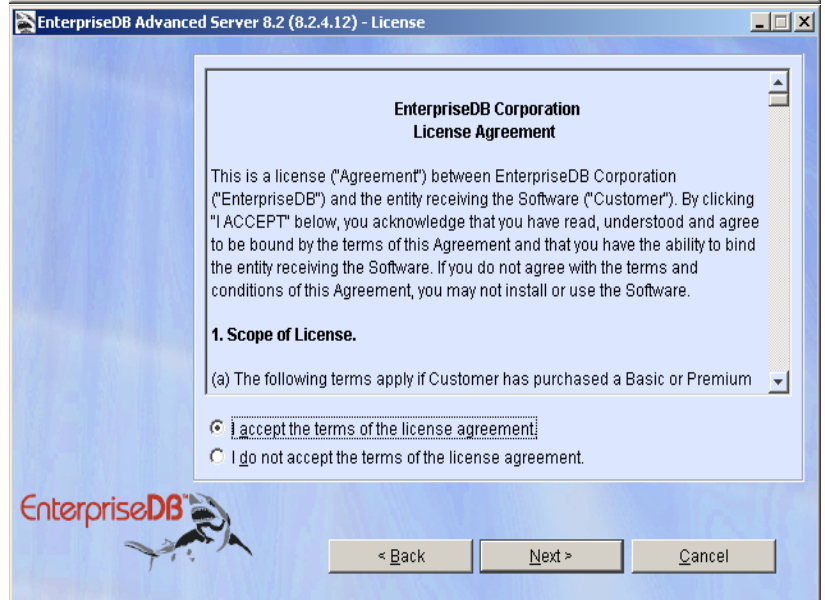 EnterpriseDB Advanced Server 8.2 (8.2.4.12) - License
EnterpriseDB Corporation
License Agreement
This is a license ("Agreement") between EnterpriseDB Corporation
("EnterpriseDB") and the entity receiving the Software ("Customer"). By clicking
"I ACCEPT" below, you acknowledge that you have read, understood and agree
to be bound by the terms of this Agreement and that you have the ability to bind
the entity receiving the Software. If you do not agree with the terms and
conditions of this Agreement, you may not install or use the Software.
1. Scope of License.
(a) The following terms apply if Customer has purchased a Basic or Premium
I accept the terms of the license agreement.
I do not accept the terms of the license agreement.
EnterpriseDB™
< Back Next > Cancel